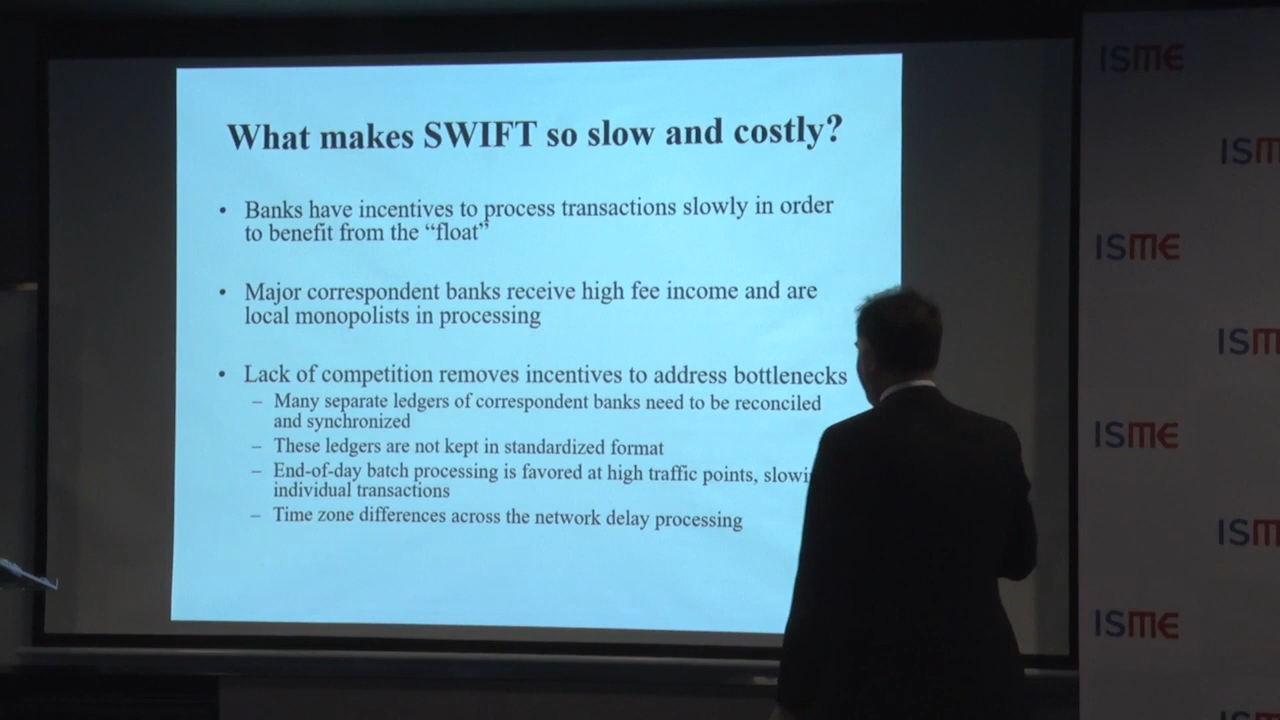 What makes SWIFT so slow and costly?
• Banks have incentives to process transactions slowly in order
to benefit from the “float”
• Major correspondent banks receive high fee income and are
local monopolists in processing
• Lack of competition removes incentives to address bottlenecks
– Many separate ledgers of correspondent banks need to be reconciled
and synchronized
– These ledgers are not kept in standardized format
– End-of-day batch processing is favored at high traffic points,
individual transactions
– Time zone differences across the network delay processing
ISME
ISME
ISME
ISME